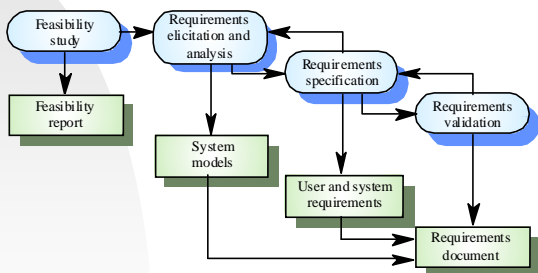 Feasibility
study
Requirements
elicitation and
analysis
Requirements
specification
Requirements
validation
Feasibility
report
System
models
User and system
requirements
Requirements
document